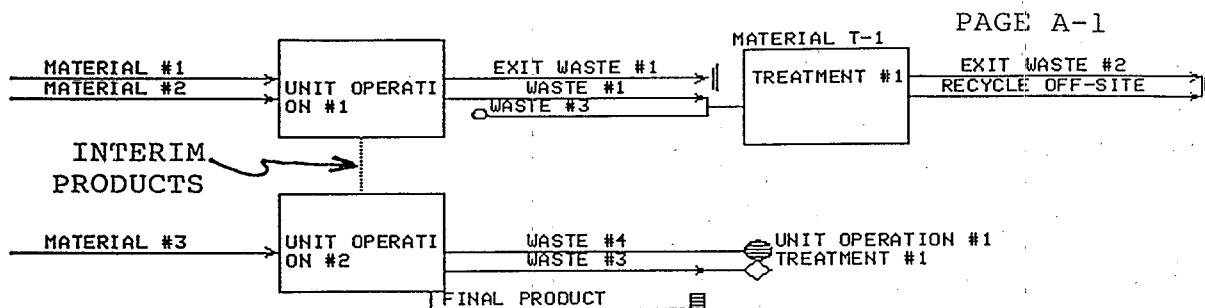 PAGE A-1
MATERIAL T-1
MATERIAL #1
MATERIAL #2
UNIT OPERATI
ON #1
EXIT WASTE #1
WASTE #1
WASTE #3
TREATMENT #1
EXIT WASTE #2
RECYCLE OFF-SITE
INTERIM
PRODUCTS
MATERIAL #3
UNIT OPERATI
ON #2
WASTE #4
WASTE #3
UNIT OPERATION #1
TREATMENT #1
FINAL PRODUCT